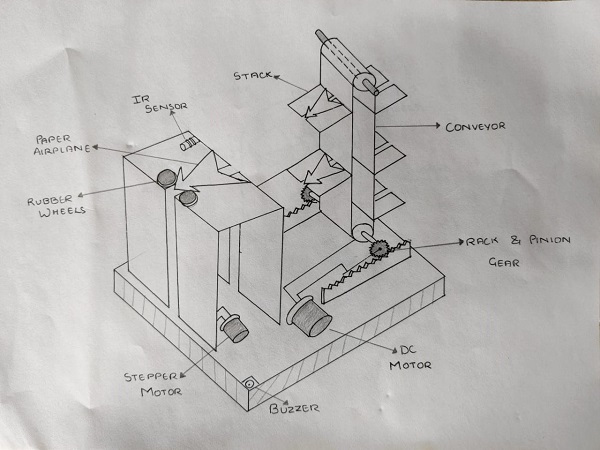 STACK
IR
SENSOR
PAPER
AIRPLANE
CONVEYOR
RUBBER
WHEELS
RACK & PINION
GEAR
DC
MOTOR
STEPPER
MOTOR
BUZZER